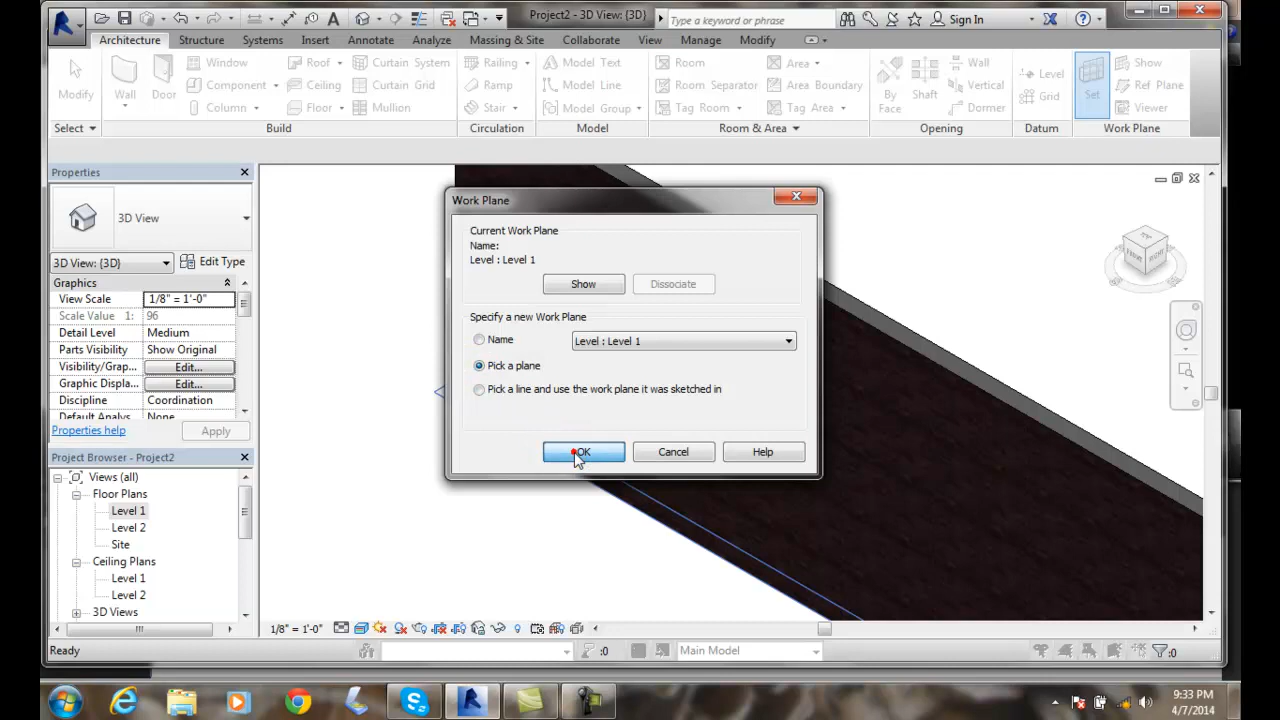 Project2 - 3D View: {3D}
Type a keyword or phrase
Sign In
Architecture Structure Systems Insert Annotate Analyze Massing & Site Collaborate View Manage Modify
Modify
Select
Wall
Door
Window
Component
Column
Roof
Ceiling
Floor
Curtain System
Curtain Grid
Mullion
Build
Railing
Ramp
Stair
Circulation
Model Text
Model Line
Model Group
Model
Room
Room Separator
Tag Room
Area
Area Boundary
Tag Area
Room & Area
By
Face
Shaft
Wall
Vertical
Dormer
Opening
Level
Grid
Datum
Set
Show
Ref Plane
Viewer
Work Plane
Properties
3D View
3D View: {3D} Edit Type
Graphics
View Scale 1/8" = 1'-0"
Scale Value 1: 96
Detail Level Medium
Parts Visibility Show Original
Visibility/Grap... Edit...
Graphic Displa... Edit...
Discipline Coordination
Default Analys... None
Properties help Apply
Project Browser - Project2
Views (all)
Floor Plans
Level 1
Level 2
Site
Ceiling Plans
Level 1
Level 2
3D Views
Work Plane
Current Work Plane
Name:
Level : Level 1
Show Dissociate
Specify a new Work Plane
Name Level : Level 1
Pick a plane
Pick a line and use the work plane it was sketched in
OK Cancel Help
RIGHT
1/8" = 1'-0"
Ready
:0
Main Model
:0
9:33 PM
4/7/2014